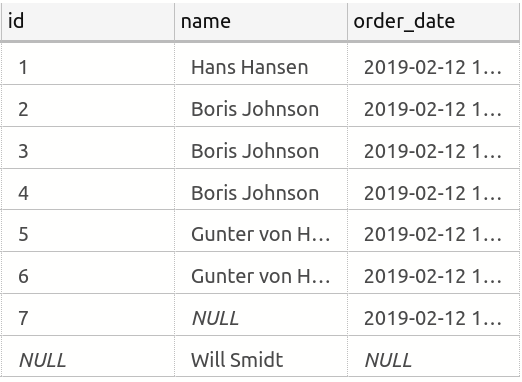 id name order_date
1 Hans Hansen 2019-02-12 1...
2 Boris Johnson 2019-02-12 1...
3 Boris Johnson 2019-02-12 1...
4 Boris Johnson 2019-02-12 1...
5 Gunter von H... 2019-02-12 1...
6 Gunter von H... 2019-02-12 1...
7 NULL 2019-02-12 1...
NULL Will Smidt NULL